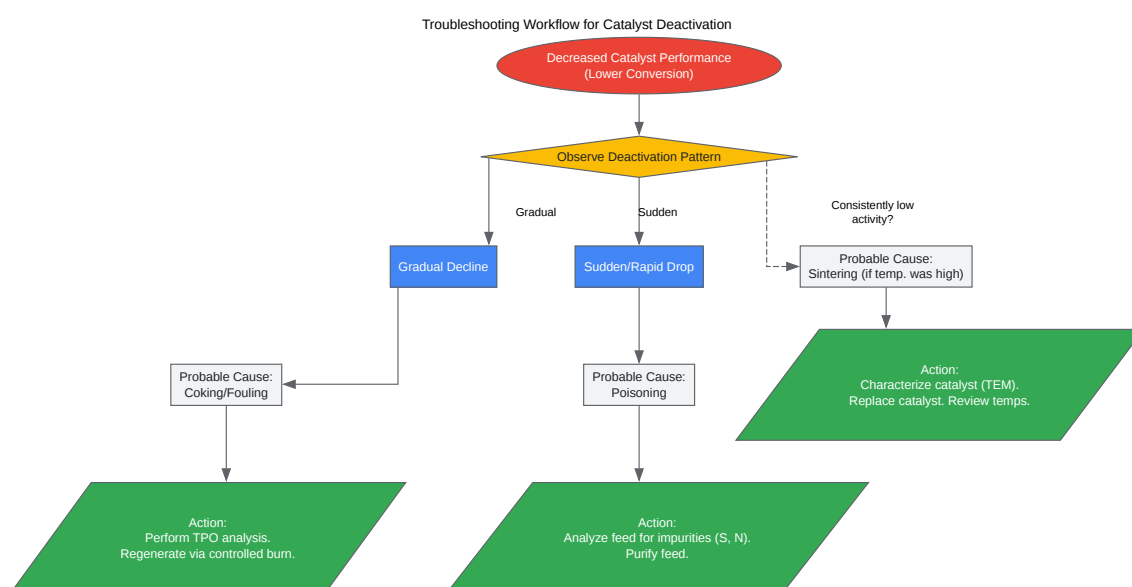 Troubleshooting Workflow for Catalyst Deactivation
Decreased Catalyst Performance
(Lower Conversion)
Observe Deactivation Pattern
Gradual
Sudden
Consistently low
activity?
Gradual Decline
Sudden/Rapid Drop
Probable Cause:
Sintering (if temp. was high)
Probable Cause:
Coking/Fouling
Probable Cause:
Poisoning
Action:
Characterize catalyst (TEM).
Replace catalyst. Review temps.
Action:
Perform TPO analysis.
Regenerate via controlled burn.
Action:
Analyze feed for impurities (S, N).
Purify feed.